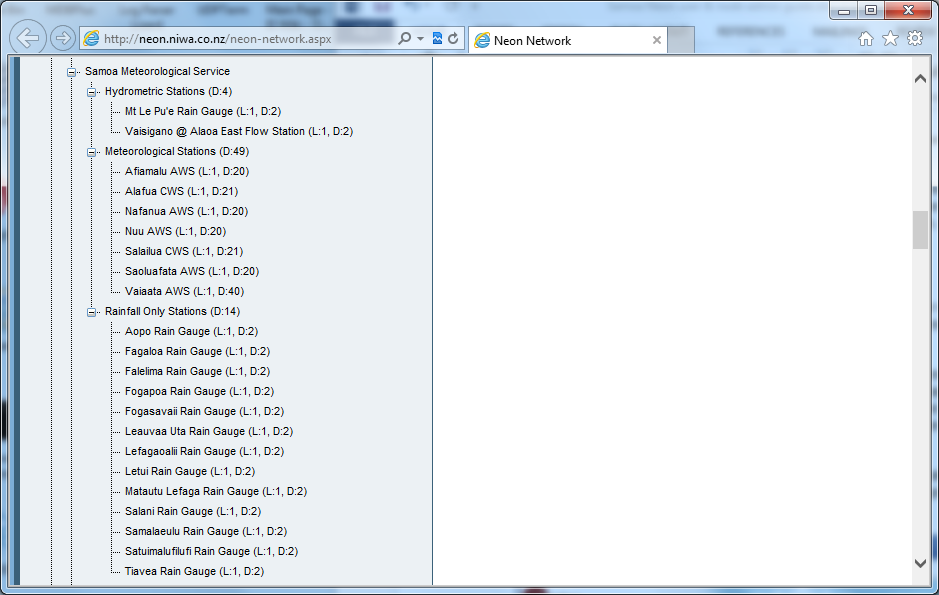 http://neon.niwa.co.nz/neon-network.aspx
Neon Network
Samoa Meteorological Service
Hydrometric Stations (D:4)
Mt Le Pu'e Rain Gauge (L:1, D:2)
Vaisigano @ Alaoa East Flow Station (L:1, D:2)
Meteorological Stations (D:49)
Afiamalu AWS (L:1, D:20)
Alafua CWS (L:1, D:21)
Nafanua AWS (L:1, D:20)
Nuu AWS (L:1, D:20)
Salailua CWS (L:1, D:21)
Saoluafata AWS (L:1, D:20)
Vaiaata AWS (L:1, D:40)
Rainfall Only Stations (D:14)
Aopo Rain Gauge (L:1, D:2)
Fagaloa Rain Gauge (L:1, D:2)
Falelima Rain Gauge (L:1, D:2)
Fogapoa Rain Gauge (L:1, D:2)
Fogasavaii Rain Gauge (L:1, D:2)
Leauvaa Uta Rain Gauge (L:1, D:2)
Lefagaoalii Rain Gauge (L:1, D:2)
Letui Rain Gauge (L:1, D:2)
Matautu Lefaga Rain Gauge (L:1, D:2)
Salani Rain Gauge (L:1, D:2)
Samalaeulu Rain Gauge (L:1, D:2)
Satuimalufilufi Rain Gauge (L:1, D:2)
Tiavea Rain Gauge (L:1, D:2)